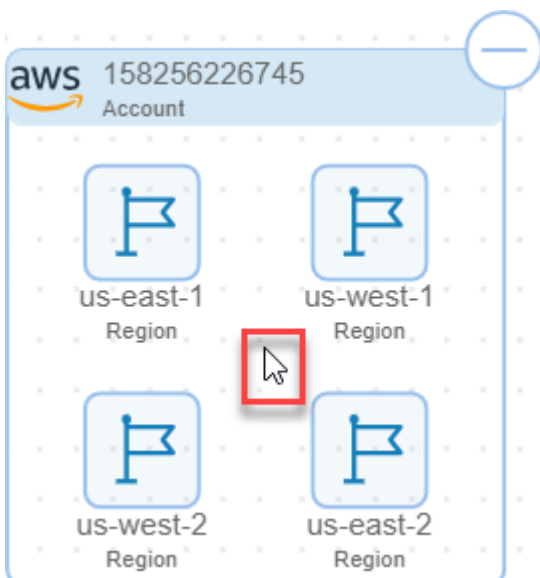 aws 158256226745
Account
us-east-1 us-west-1
Region Region
us-west-2 us-east-2
Region Region